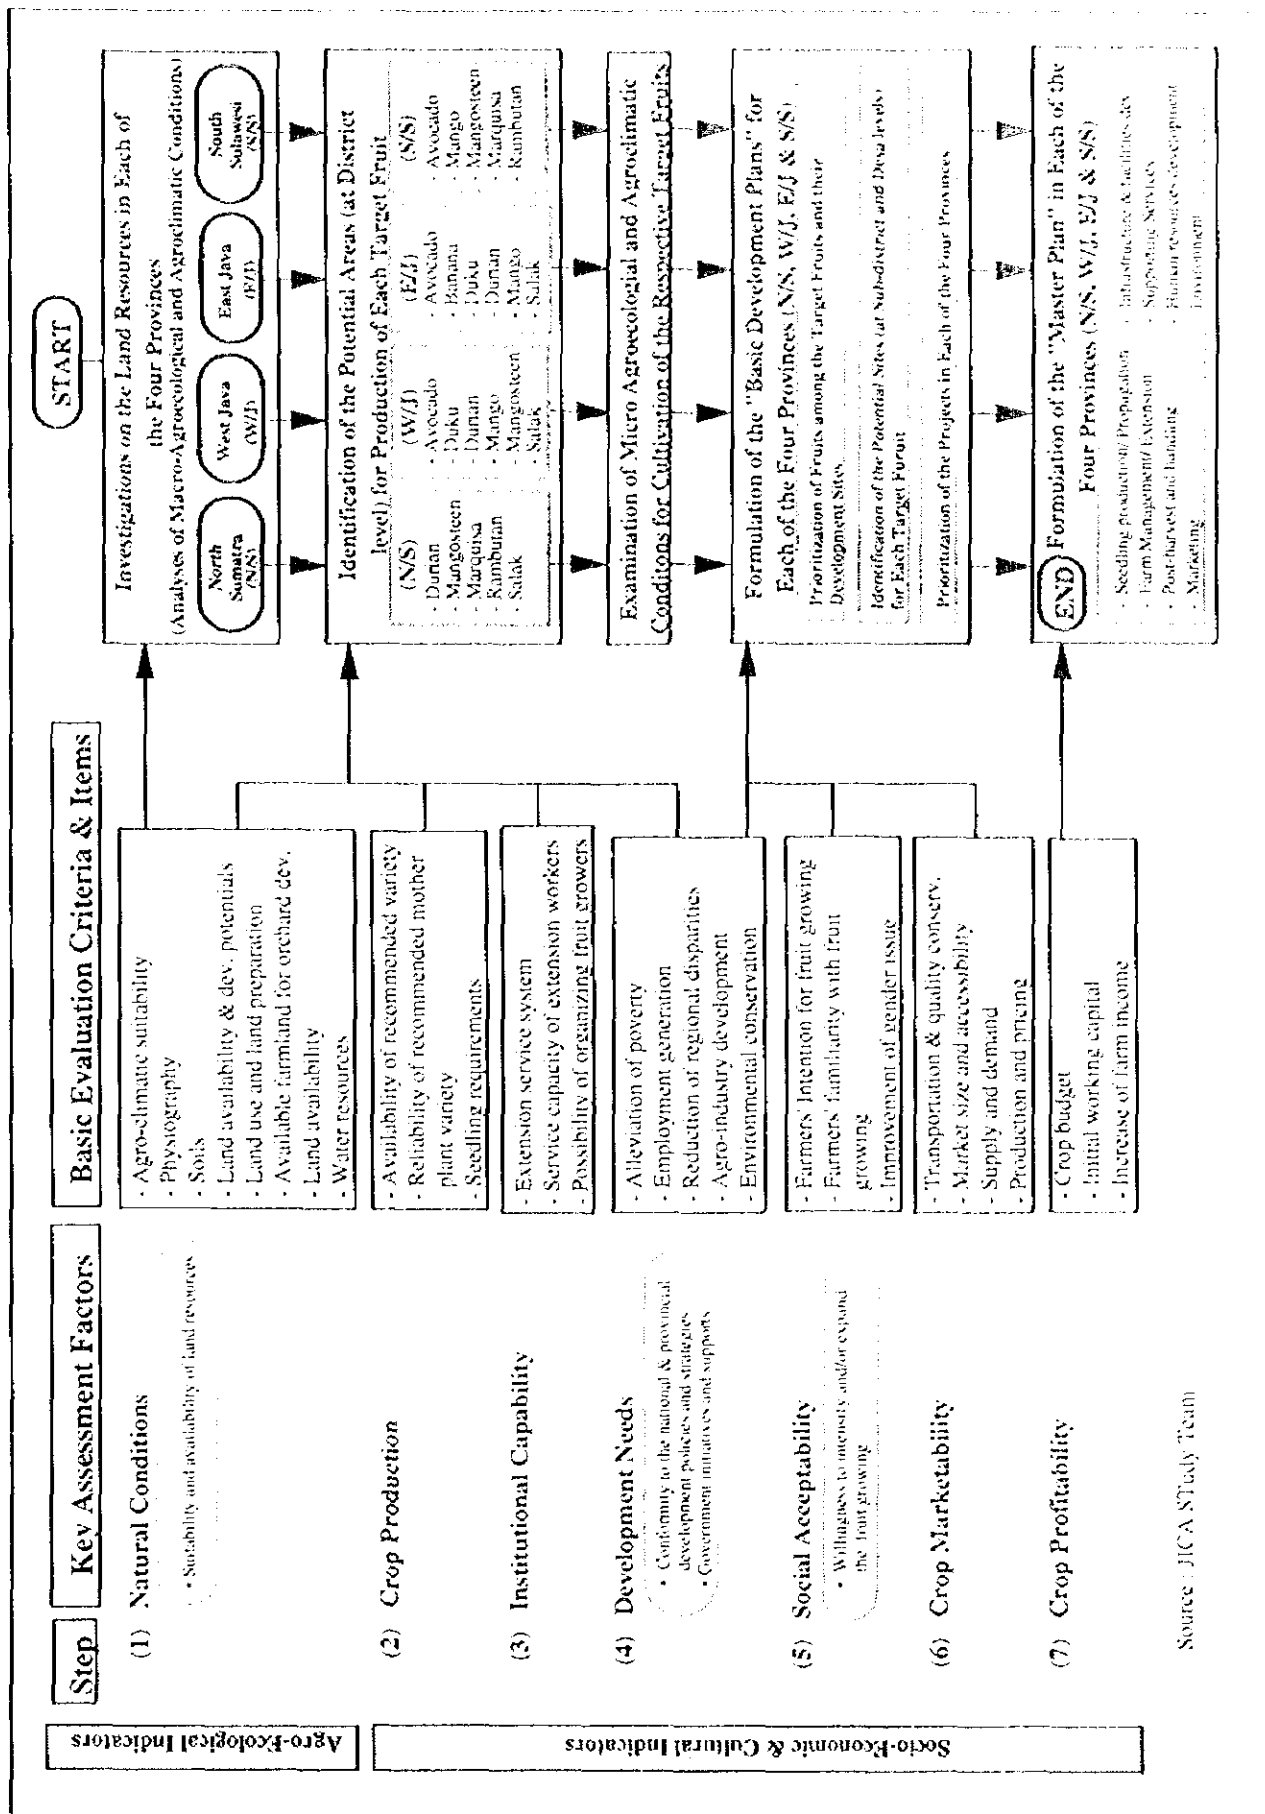 Step
Key Assessment Factors
Basic Evaluation Criteria & Items
START
Agro-Ecological Indicators
Socio-Economic & Cultural Indicators
(1) Natural Conditions
• Suitability and availability of land resources
(2) Crop Production
(3) Institutional Capability
(4) Development Needs
• Conformity to the national & provincial
development policies and strategies
• Government initiatives and supports
(5) Social Acceptability
• Willingness to intensity and/or expand
the fruit growing
(6) Crop Marketability
(7) Crop Profitability
Source : JICA STudy Team
- Agro-climatic suitability
- Physiography
- Soils
- Land availability & dev. potentials
- Land use and land preparation
- Available farmland for orchard dev.
- Land availability
- Water resources
- Availability of recommended variety
- Reliability of recommended mother
plant variety
- Seedling requirements
- Extension service system
- Service capacity of extension workers
- Possibility of organizing fruit growers
- Alleviation of poverty
- Employment generation
- Reduction of regional disparities
- Agro-industry development
- Environmental conservation
- Farmers' Intention for fruit growing
- Farmers' familiarity with fruit
growing
- Improvement of gender issue
- Transportation & quality conserv.
- Market size and accessibility
- Supply and demand
- Production and pricing
- Crop budget
- Initial working capital
- Increase of farm income
Investigations on the Land Resources in Each of
the Four Provinces
(Analyses of Macro-Agroecological and Agroclimatic Conditions)
North
Sumatra
(N/S)
West Java
(W/J)
East Java
(E/J)
South
Sulawesi
(S/S)
Identification of the Potential Areas (at District
level) for Production of Each Target Fruit
(N/S)
- Durian
- Mangosteen
- Marquisa
- Rambutan
- Salak
(W/J)
- Avocado
- Duku
- Durian
- Mango
- Mangosteen
- Salak
(E/J)
- Avocado
- Banana
- Duku
- Durian
- Mango
- Salak
(S/S)
- Avocado
- Mango
- Mangosteen
- Marquisa
- Rambutan
Examination of Micro Agroecologial and Agroclimatic
Conditons for Cultivation of the Respective Target Fruits
Formulation of the "Basic Development Plans" for
Each of the Four Provinces (N/S, W/J, E/J & S/S)
Prioritization of Fruits among the Target Fruits and their
Development Sites
Identification of the Potential Sites (at Subdistrict and Desa levels)
for Each Target Furuit
Prioritization of the Projects in Each of the Four Provinces
END
Formulation of the "Master Plan" in Each of the
Four Provinces (N/S, W/J, E/J & S/S)
- Seedling production/ Propagation
- Farm Management/ Extension
- Post-harvest and handling
- Marketing
- Infrastructure & facilities dev
- Supporting Services
- Human resources development